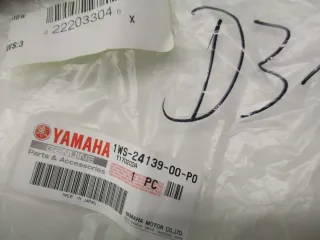 22203304
X
WS:3
D3
YAMAHA
GENUINE
Parts & Accessories
1WS-24139-00-P0
1 PC
MADE IN JAPAN
YAMAHA MOTOR CO.,LTD.